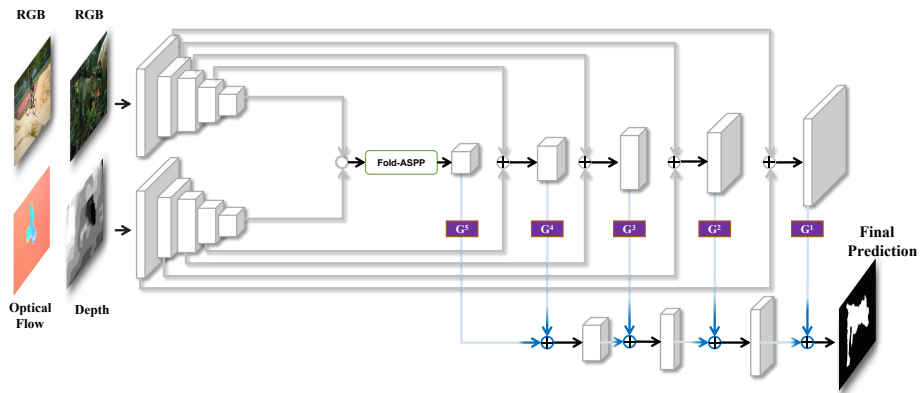 RGB
RGB
Fold-ASPP
G⁵
G⁴
G³
G²
G¹
Final
Prediction
Optical
Flow
Depth